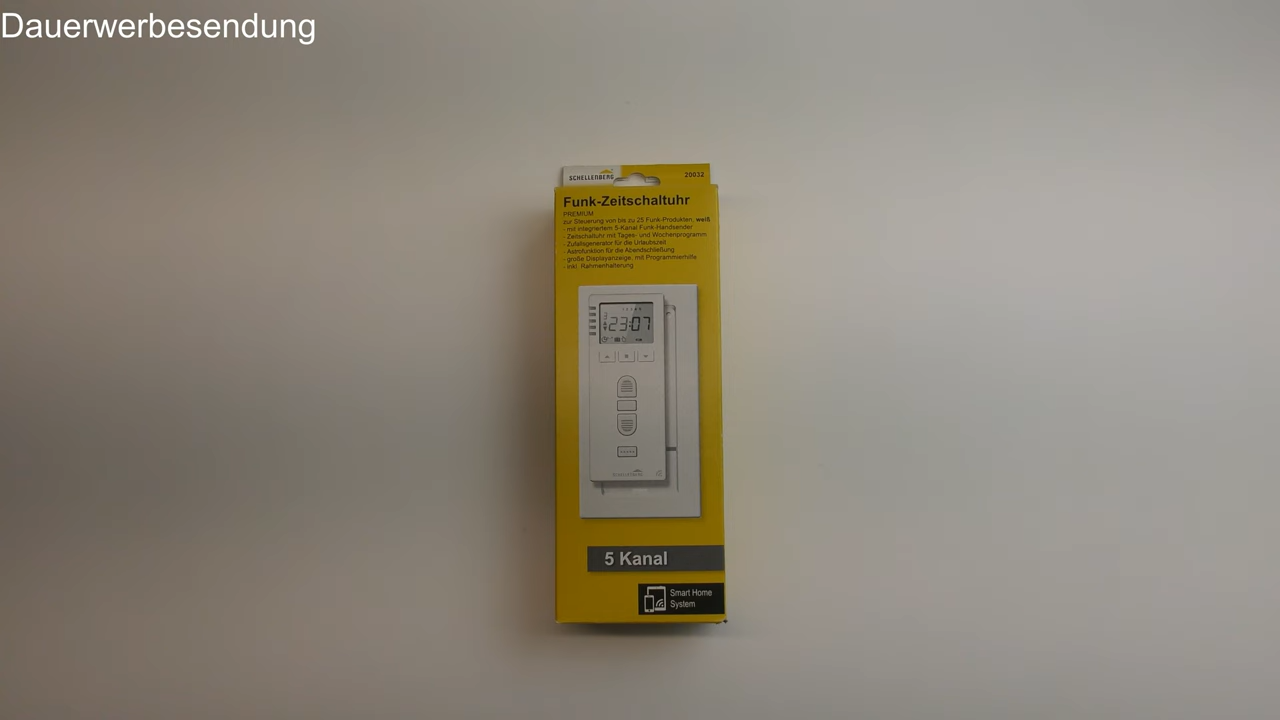 Dauerwerbesendung
SCHELLENBERG
20032
Funk-Zeitschaltuhr
PREMIUM
zur Steuerung von bis zu 25 Funk-Produkten, weiß
- mit integriertem 5-Kanal Funk-Handsender
- Zeitschaltuhr mit Tages- und Wochenprogramm
- Zufallsgenerator für die Urlaubszeit
- Astrofunktion für die Abendschließung
- große Displayanzeige, mit Programmierhilfe
- inkl. Rahmenhalterung
23:07
SCHELLENBERG
5 Kanal
Smart Home
System